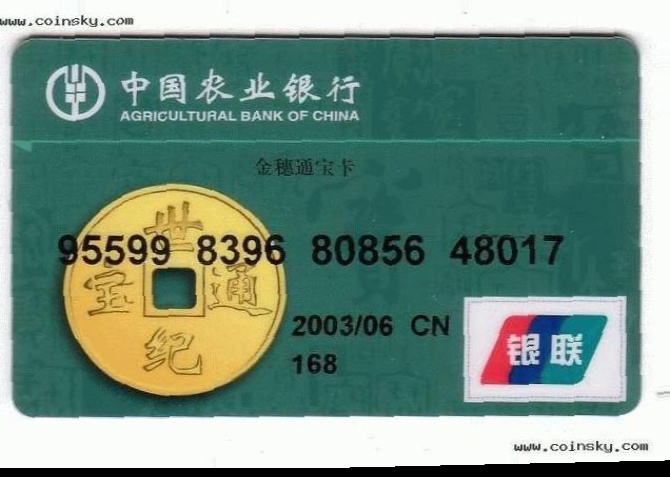 www.coinsky.com
中国农业银行
AGRICULTURAL BANK OF CHINA
金穗通宝卡
95599 8396 80856 48017
世
宝 通
纪
2003/06 CN
168
银联
www.coinsky.com